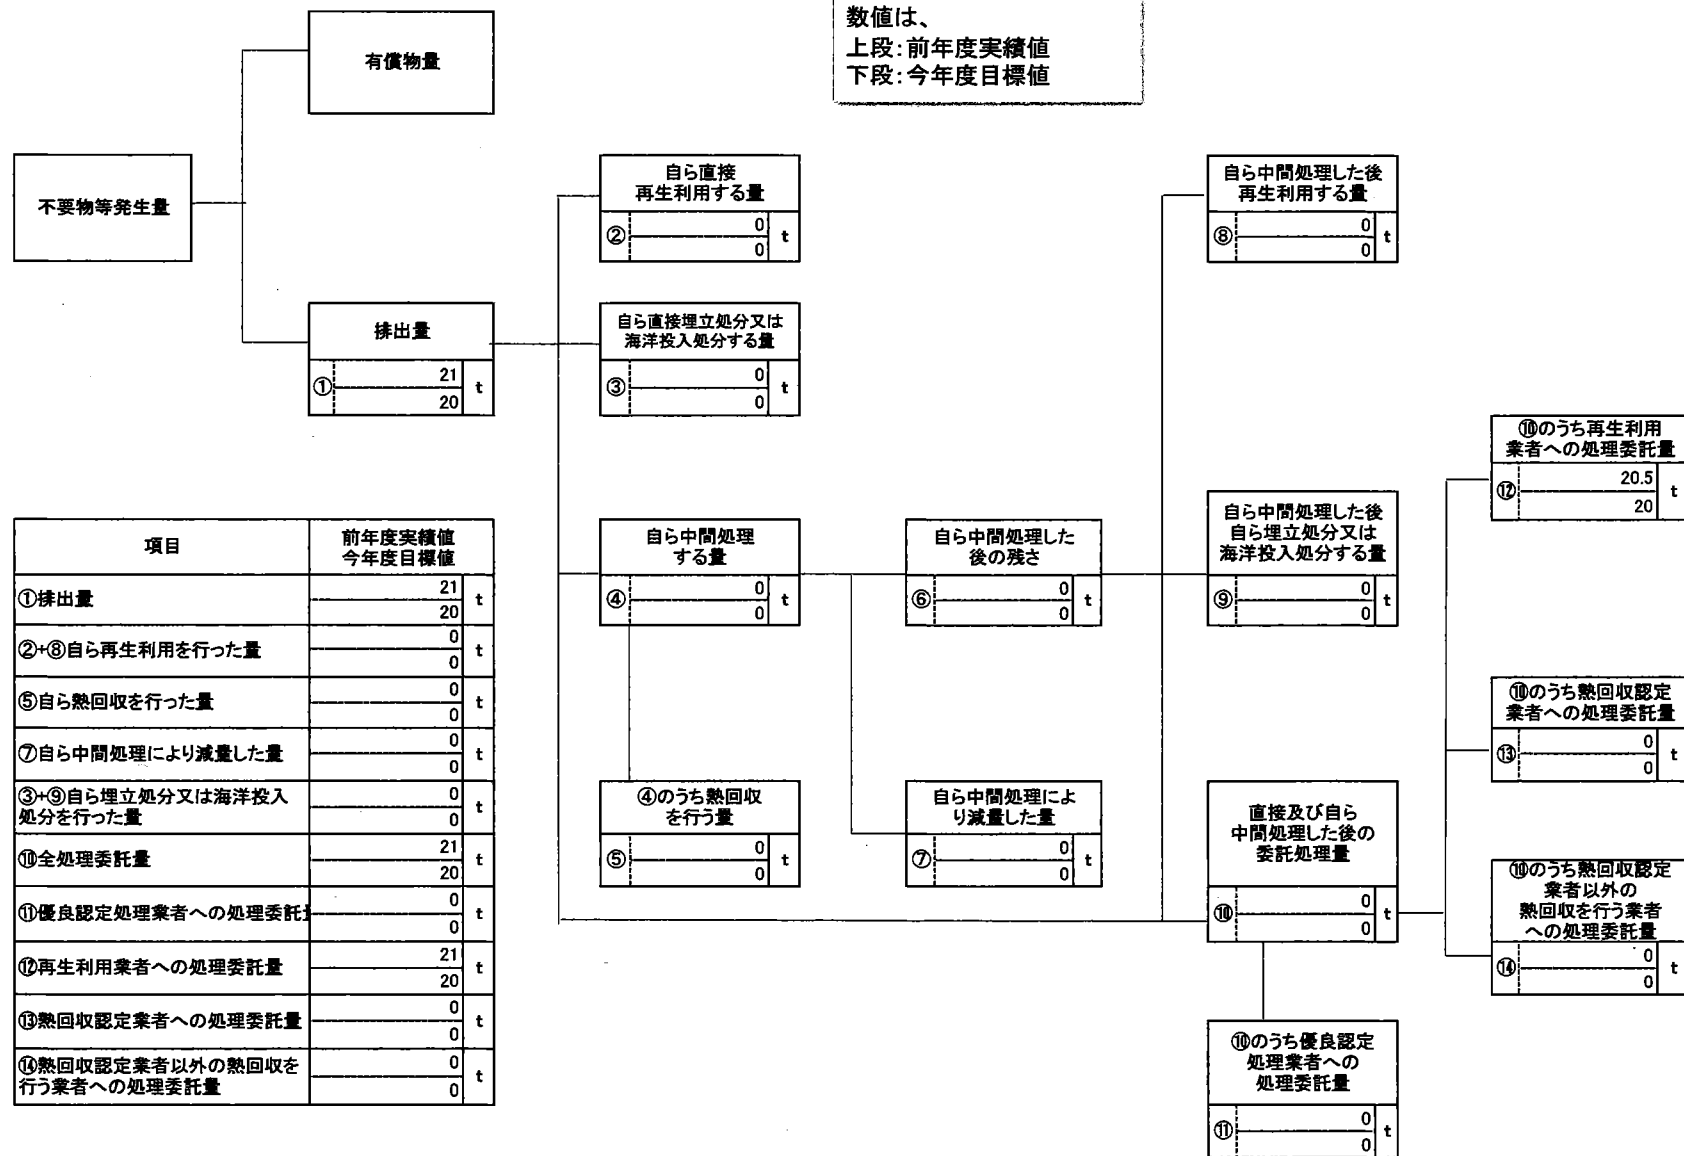 数値は、
上段:前年度実績値
下段:今年度目標値
有償物量
不要物等発生量
排出量
①
21
20
t
自ら直接
再生利用する量
②
0
0
t
自ら直接埋立処分又は
海洋投入処分する量
③
0
0
t
自ら中間処理
する量
④
0
0
t
④のうち熱回収
を行う量
⑤
0
0
t
自ら中間処理した
後の残さ
⑥
0
0
t
自ら中間処理によ
り減量した量
⑦
0
0
t
自ら中間処理した後
再生利用する量
⑧
0
0
t
自ら中間処理した後
自ら埋立処分又は
海洋投入処分する量
⑨
0
0
t
直接及び自ら
中間処理した後の
委託処理量
⑩
0
0
t
⑩のうち優良認定
処理業者への
処理委託量
⑪
0
0
t
⑩のうち再生利用
業者への処理委託量
⑫
20.5
20
t
⑩のうち熱回収認定
業者への処理委託量
⑬
0
0
t
⑩のうち熱回収認定
業者以外の
熱回収を行う業者
への処理委託量
⑭
0
0
t
項目
前年度実績値
今年度目標値
①排出量
21
20
t
②+⑧自ら再生利用を行った量
0
0
t
⑤自ら熱回収を行った量
0
0
t
⑦自ら中間処理により減量した量
0
0
t
③+⑨自ら埋立処分又は海洋投入
処分を行った量
0
0
t
⑩全処理委託量
21
20
t
⑪優良認定処理業者への処理委託
0
0
t
⑫再生利用業者への処理委託量
21
20
t
⑬熱回収認定業者への処理委託量
0
0
t
⑭熱回収認定業者以外の熱回収を
行う業者への処理委託量
0
0
t